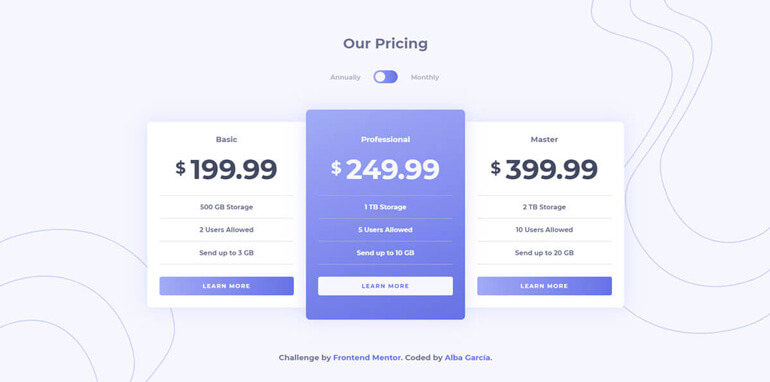 Our Pricing
Annually Monthly
Basic
$ 199.99
500 GB Storage
2 Users Allowed
Send up to 3 GB
LEARN MORE
Professional
$ 249.99
1 TB Storage
5 Users Allowed
Send up to 10 GB
LEARN MORE
Master
$ 399.99
2 TB Storage
10 Users Allowed
Send up to 20 GB
LEARN MORE
Challenge by Frontend Mentor. Coded by Alba García.